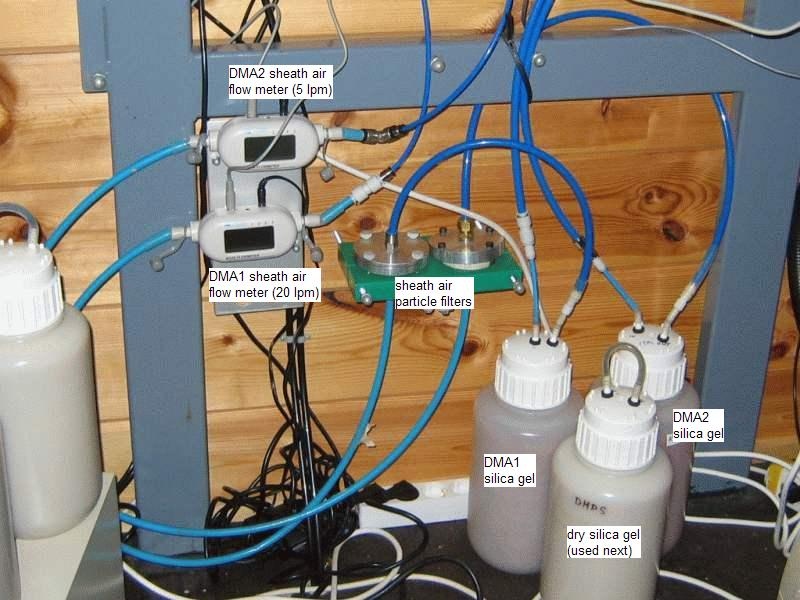 DMA2 sheath air
flow meter (5 lpm)
DMA1 sheath air
flow meter (20 lpm)
sheath air
particle filters
DMA2
silica gel
DMA1
silica gel
DMPS
dry silica gel
(used next)